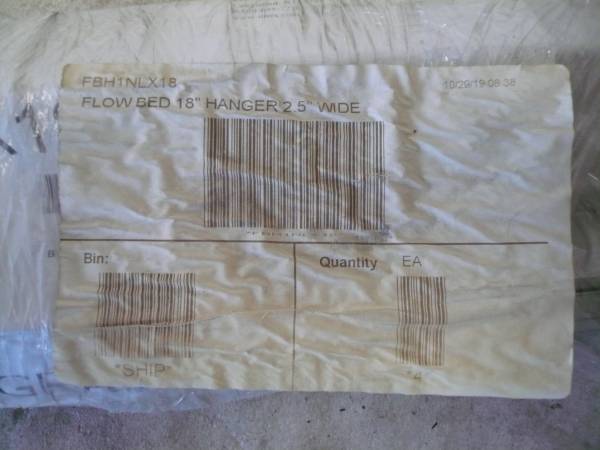 FBH1NLX18
10/29/19 08:38
FLOW BED 18" HANGER 2.5" WIDE
Bin:
Quantity EA
*SHIP*